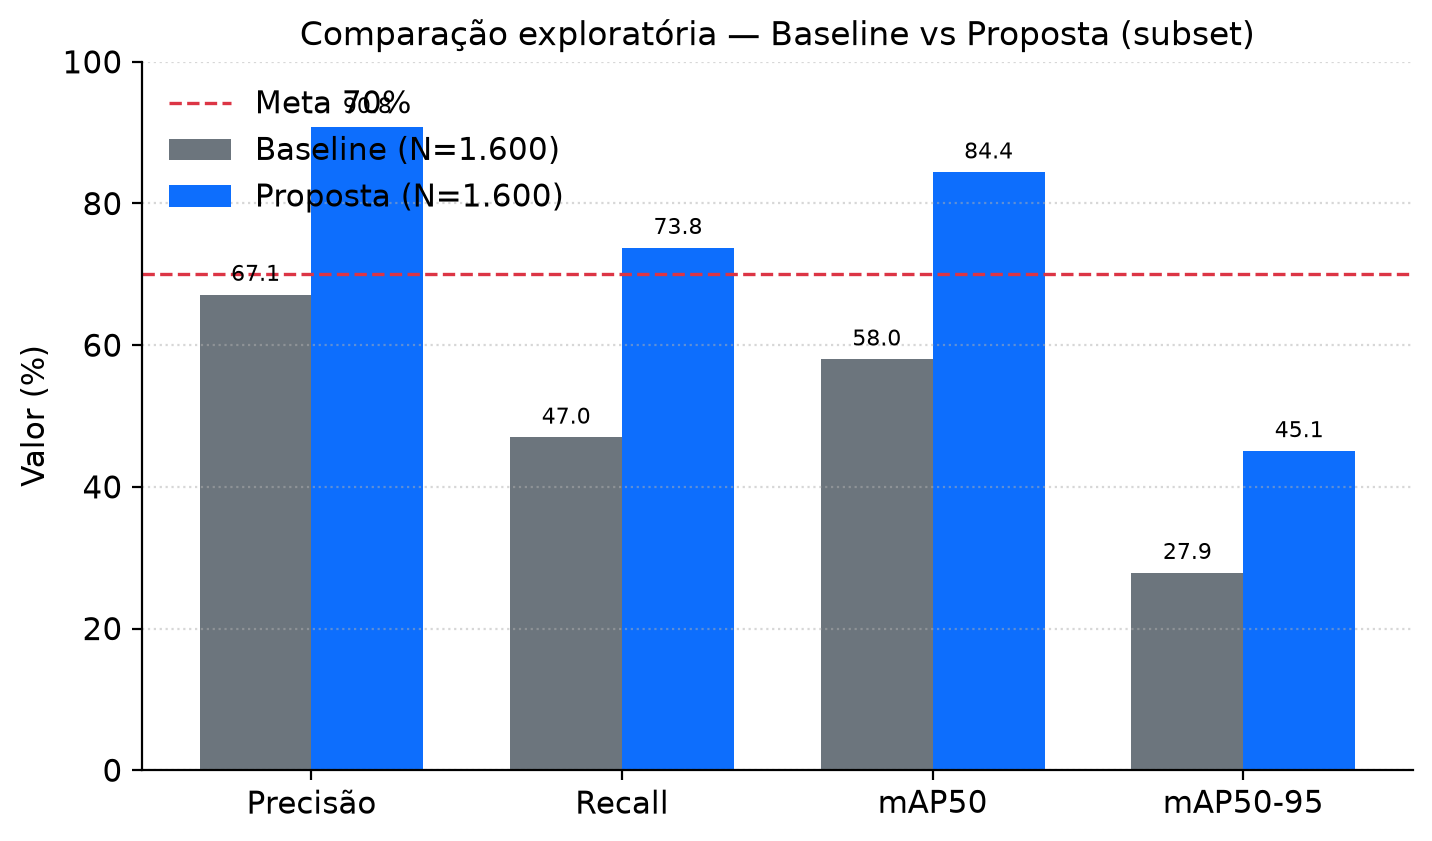 Comparação exploratória — Baseline vs Proposta (subset)
Valor (%)
100
80
60
40
20
0
Meta 70%
Baseline (N=1.600)
Proposta (N=1.600)
67.1
90.8
47.0
73.8
58.0
84.4
27.9
45.1
Precisão
Recall
mAP50
mAP50-95